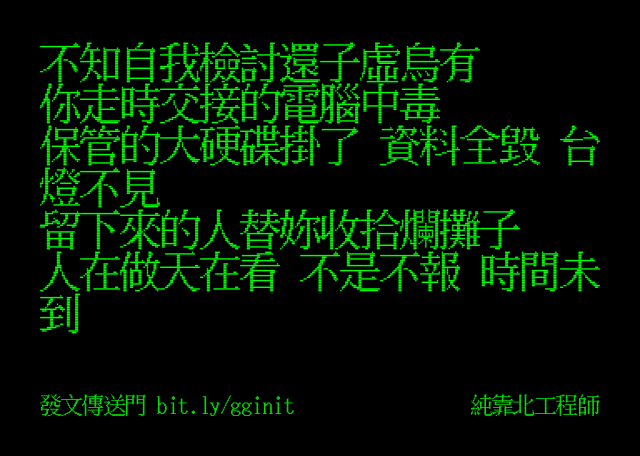 不知自我檢討還子虛烏有
你走時交接的電腦中毒
保管的大硬碟掛了 資料全毀 台
燈不見
留下來的人替妳收拾爛攤子
人在做天在看 不是不報 時間未
到
發文傳送門 bit.ly/gginit
純靠北工程師